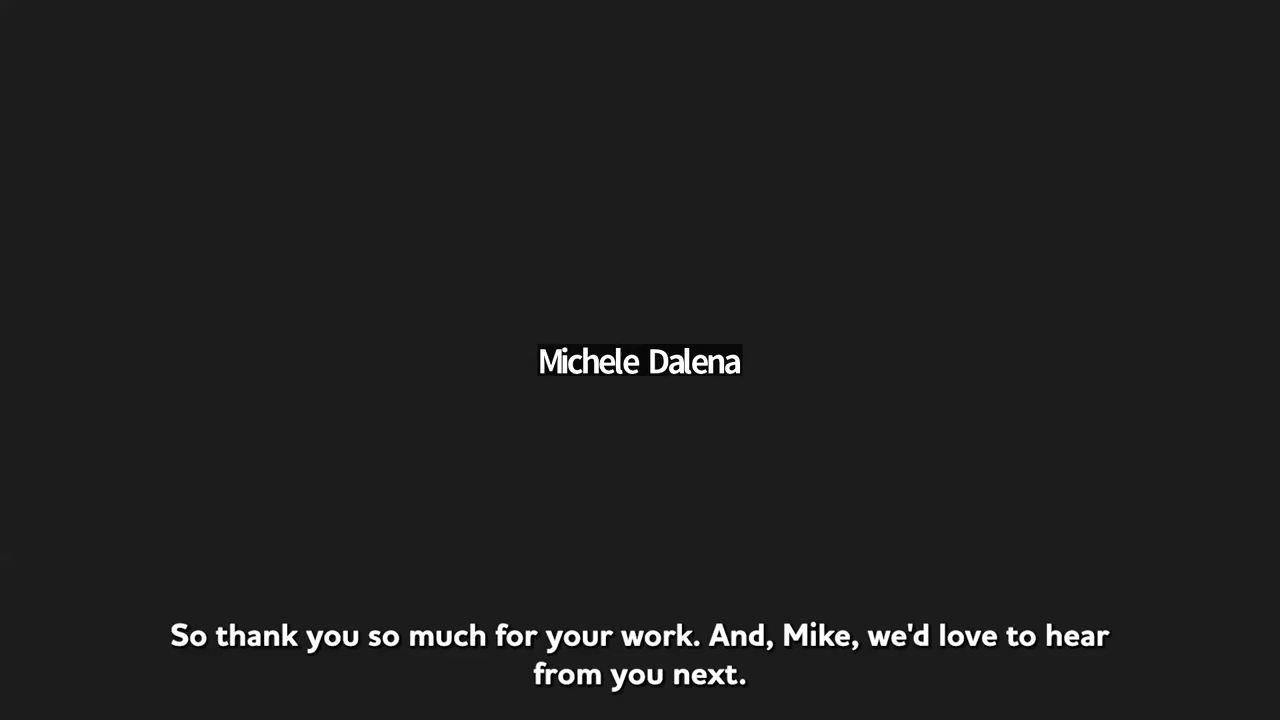 Michele Dalena
So thank you so much for your work. And, Mike, we'd love to hear
from you next.